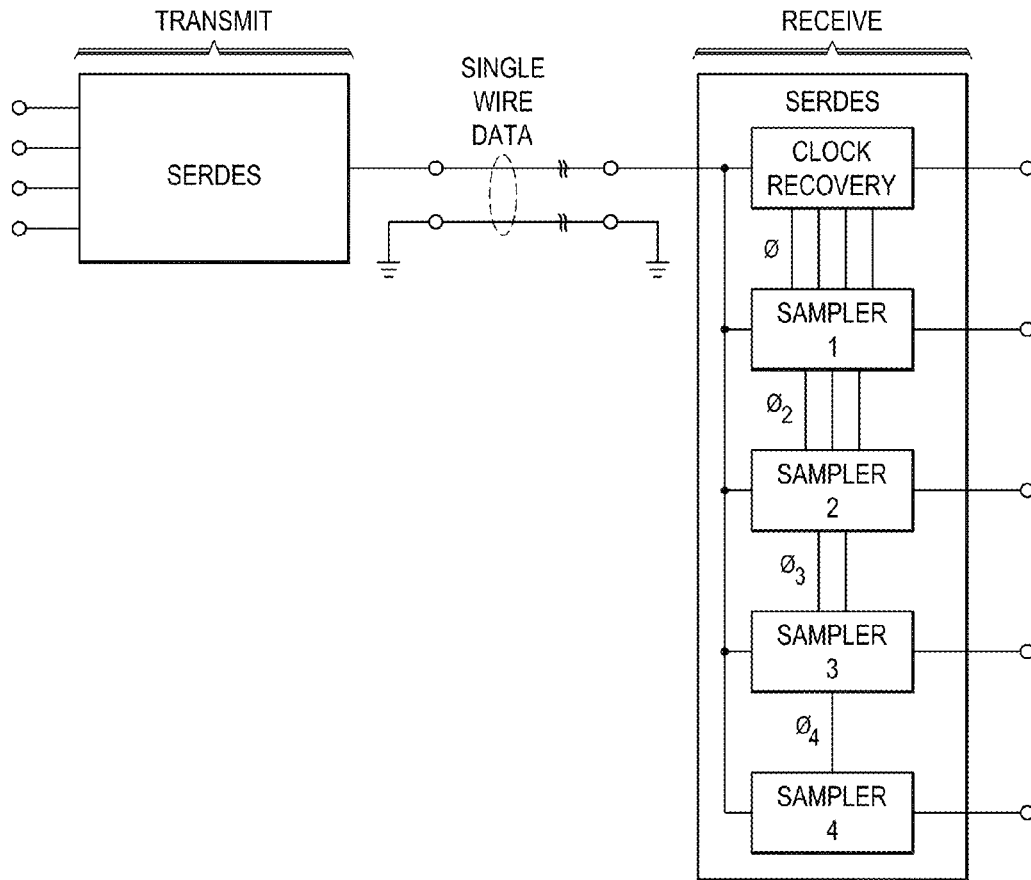 TRANSMIT
RECEIVE
SINGLE
WIRE
DATA
SERDES
SERDES
CLOCK
RECOVERY
Ø
SAMPLER
1
Ø2
SAMPLER
2
Ø3
SAMPLER
3
Ø4
SAMPLER
4